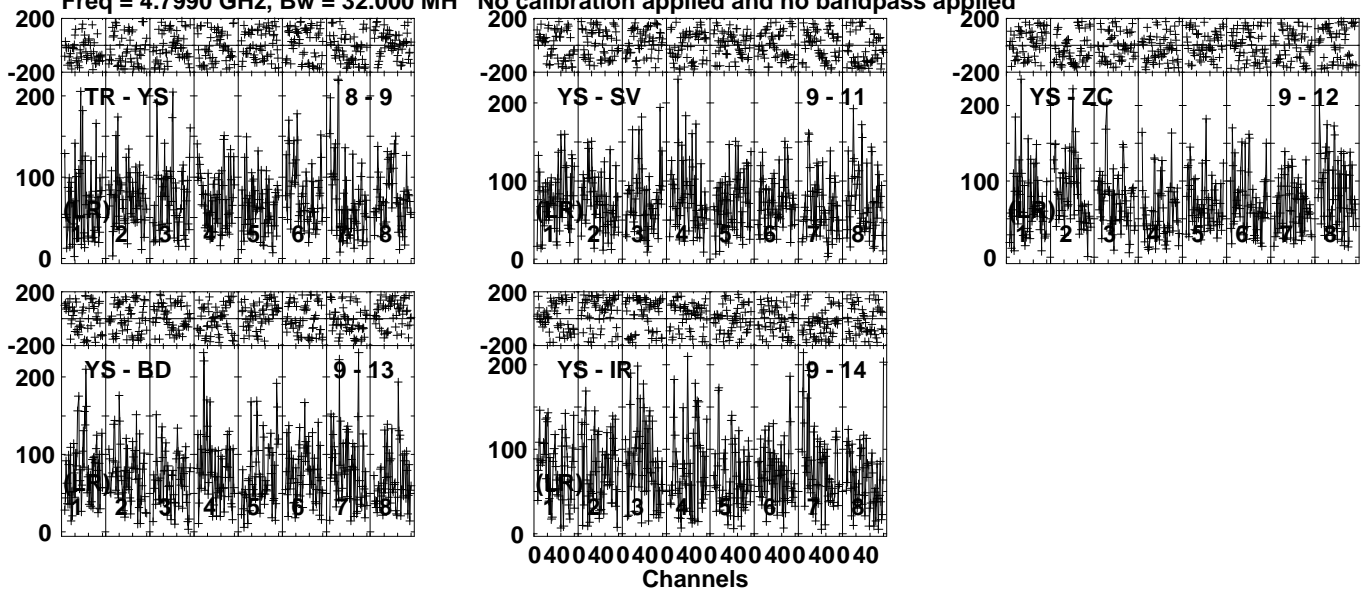 Freq = 4.7990 GHz, Bw = 32.000 MH No calibration applied and no bandpass applied
200
-200
200
100
0
TR - YS
8 - 9
(LR)
1 2 3 4 5 6 7 8
200
-200
200
100
0
YS - SV
9 - 11
(LR)
1 2 3 4 5 6 7 8
200
-200
200
100
0
YS - ZC
9 - 12
(LR)
1 2 3 4 5 6 7 8
200
-200
200
100
0
YS - BD
9 - 13
(LR)
1 2 3 4 5 6 7 8
200
-200
200
100
0
YS - IR
9 - 14
(LR)
1 2 3 4 5 6 7 8
0 40 0 40 0 40 0 40 0 40 0 40 0 40 0 40
Channels